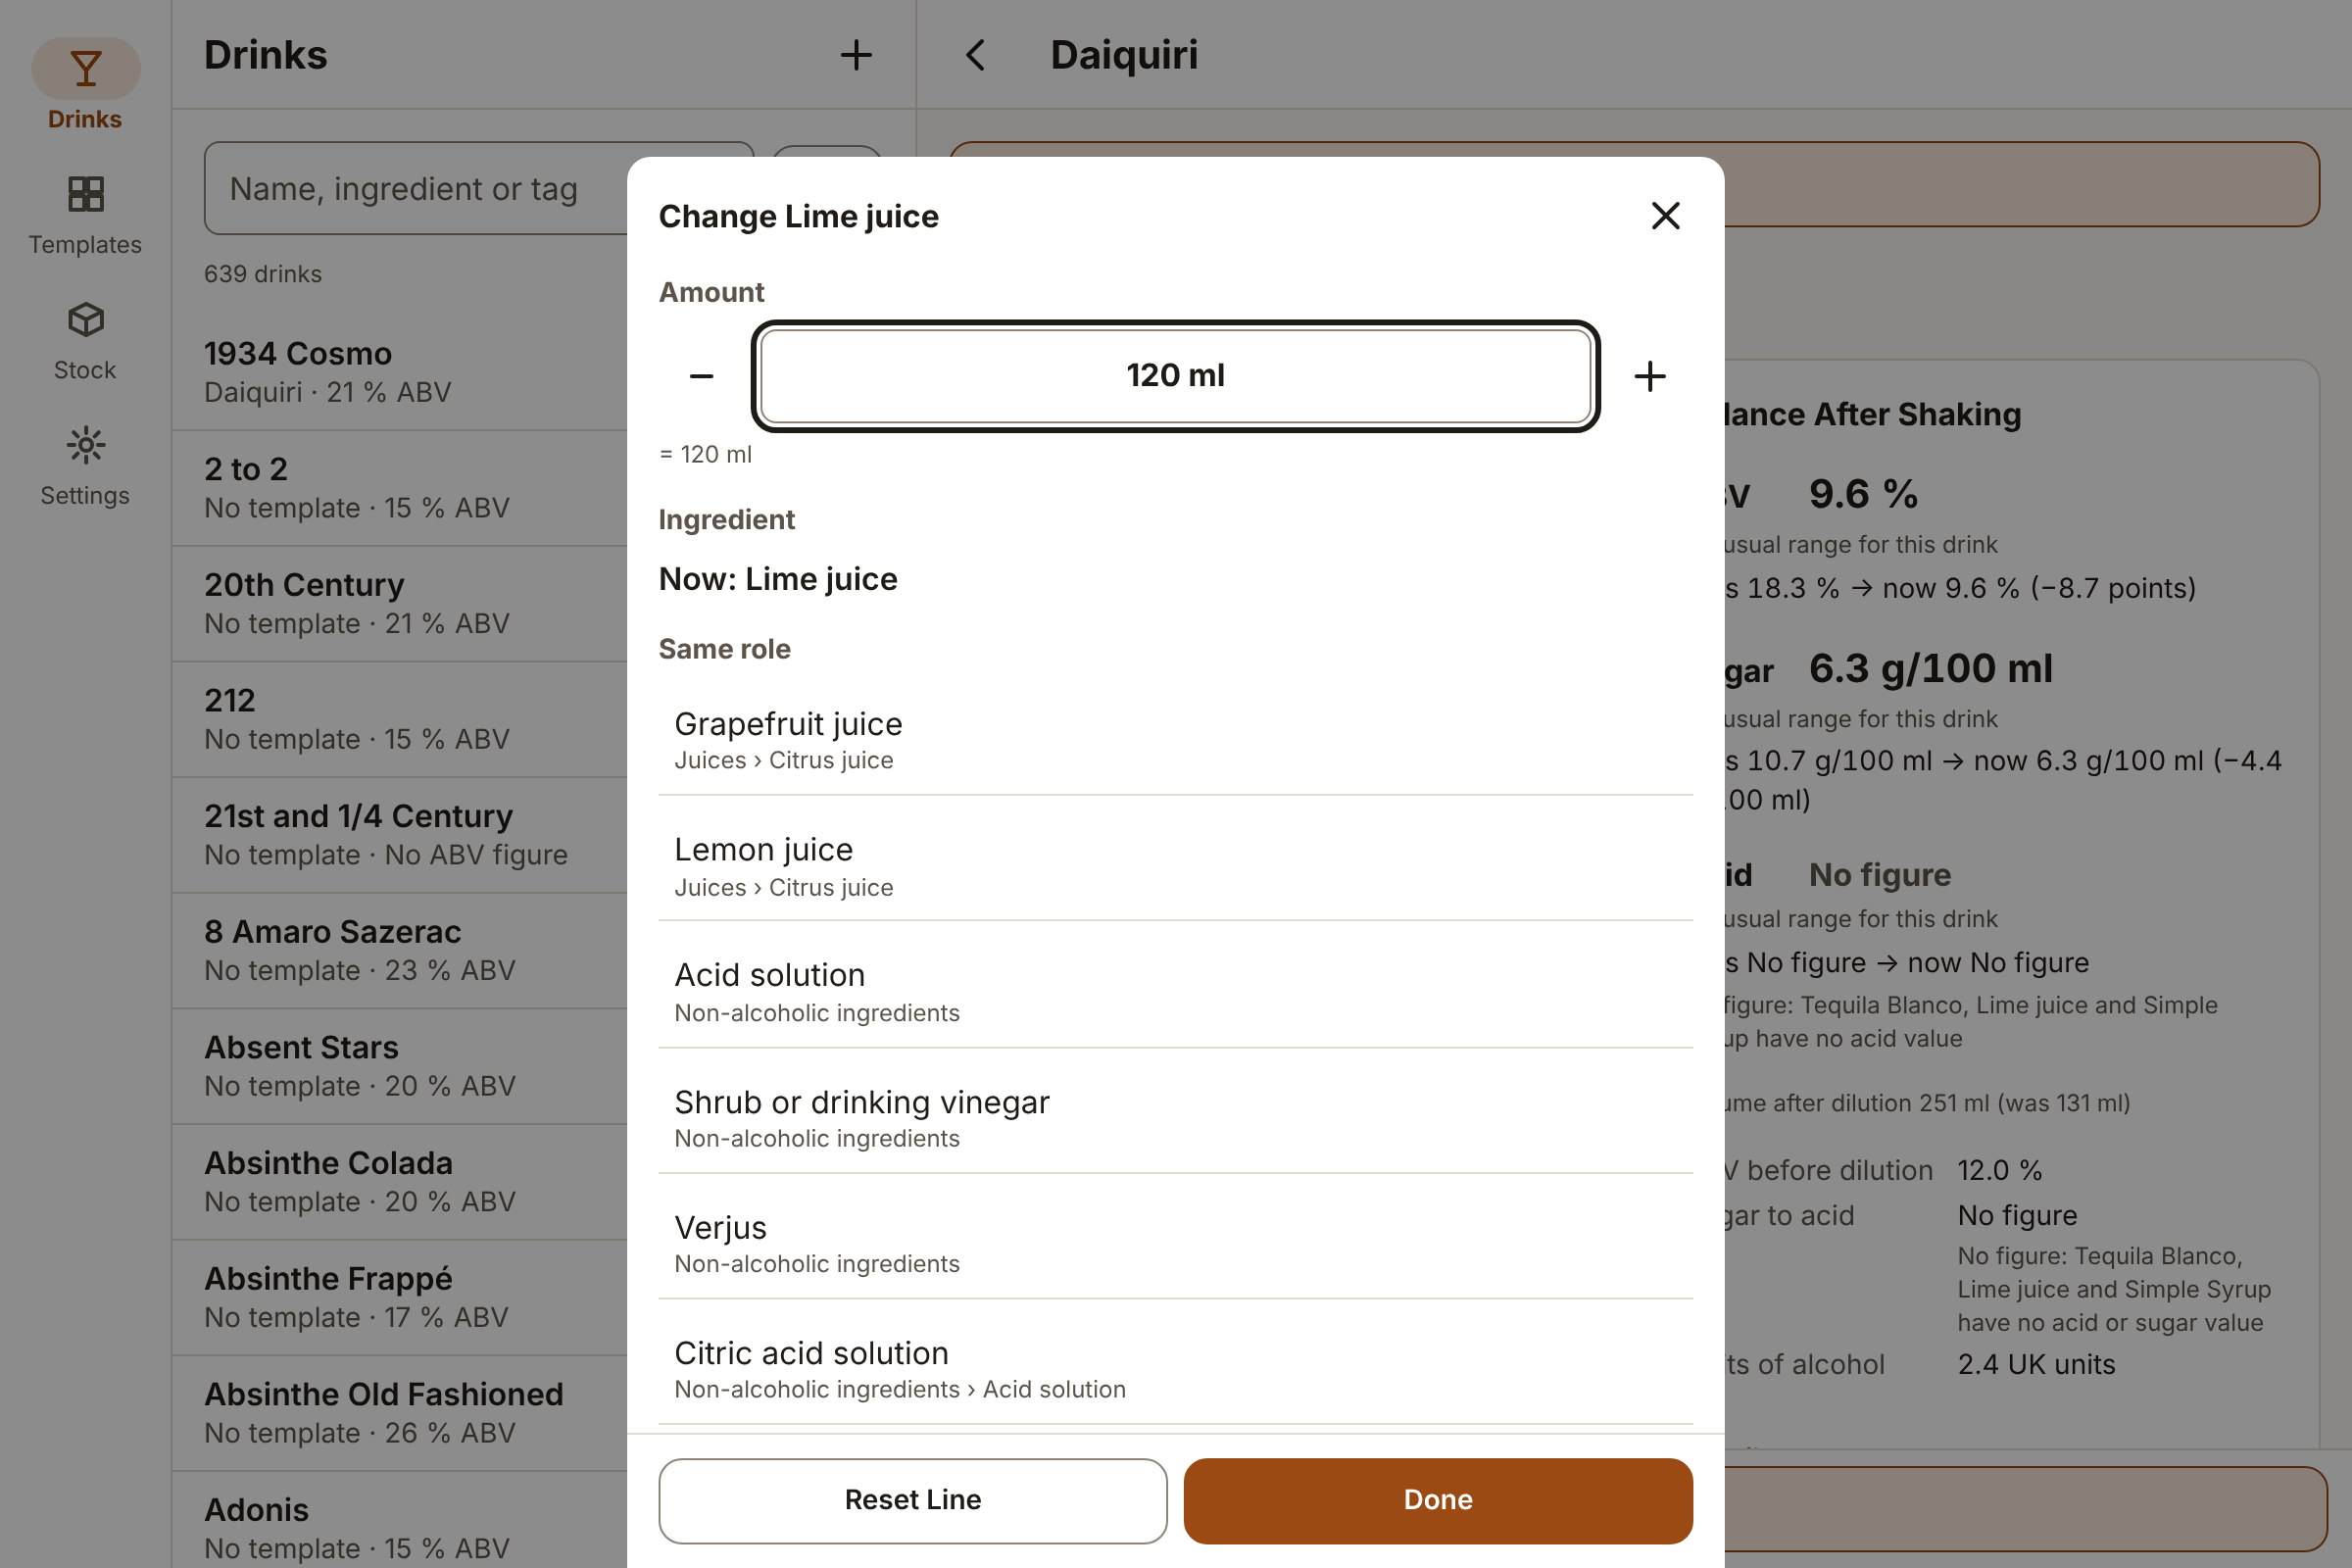 Drinks
Templates
Stock
Settings
Drinks
Name, ingredient or tag
639 drinks
1934 Cosmo
Daiquiri · 21 % ABV
2 to 2
No template · 15 % ABV
20th Century
No template · 21 % ABV
212
No template · 15 % ABV
21st and 1/4 Century
No template · No ABV figure
8 Amaro Sazerac
No template · 23 % ABV
Absent Stars
No template · 20 % ABV
Absinthe Colada
No template · 20 % ABV
Absinthe Frappé
No template · 17 % ABV
Absinthe Old Fashioned
No template · 26 % ABV
Adonis
No template · 15 % ABV
Daiquiri
Change Lime juice
Amount
120 ml
= 120 ml
Ingredient
Now: Lime juice
Same role
Grapefruit juice
Juices › Citrus juice
Lemon juice
Juices › Citrus juice
Acid solution
Non-alcoholic ingredients
Shrub or drinking vinegar
Non-alcoholic ingredients
Verjus
Non-alcoholic ingredients
Citric acid solution
Non-alcoholic ingredients › Acid solution
Reset Line
Done
After Shaking
9.6 %
usual range for this drink
18.3 % → now 9.6 % (−8.7 points)
6.3 g/100 ml
usual range for this drink
10.7 g/100 ml → now 6.3 g/100 ml (−4.4
ml)
No figure
usual range for this drink
No figure → now No figure
figure: Tequila Blanco, Lime juice and Simple
have no acid value
after dilution 251 ml (was 131 ml)
before dilution 12.0 %
to acid No figure
No figure: Tequila Blanco,
Lime juice and Simple Syrup
have no acid or sugar value
of alcohol 2.4 UK units